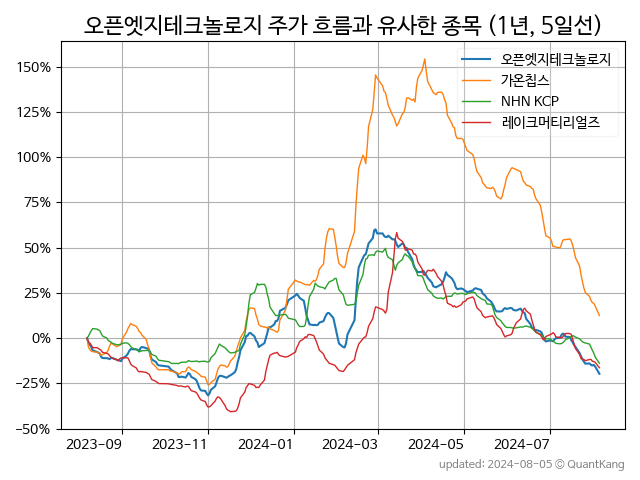 오픈엣지테크놀로지 주가 흐름과 유사한 종목 (1년, 5일선)
오픈엣지테크놀로지
가온칩스
NHN KCP
레이크머티리얼즈
150%
125%
100%
75%
50%
25%
0%
−25%
−50%
2023-09 2023-11 2024-01 2024-03 2024-05 2024-07
updated: 2024-08-05 © QuantKang